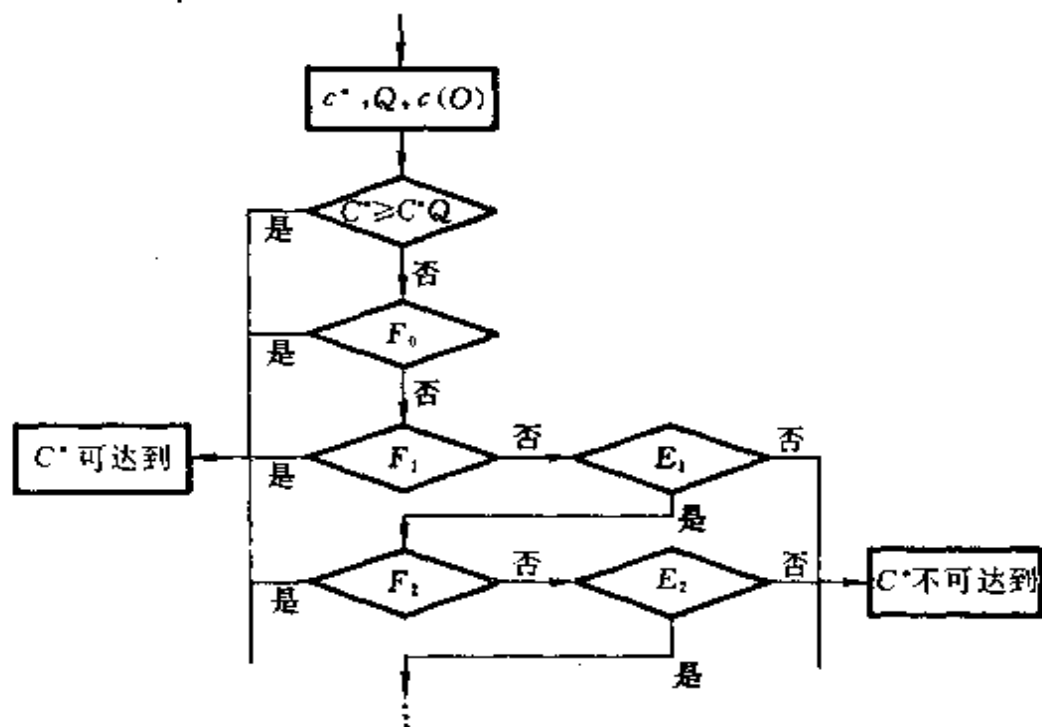 c*,Q,c(O)
C*≥C*Q
是
否
F₀
是
否
C*可达到
F₁
否
E₁
否
是
是
F₂
否
E₂
否
C*不可达到
是
是
⋮